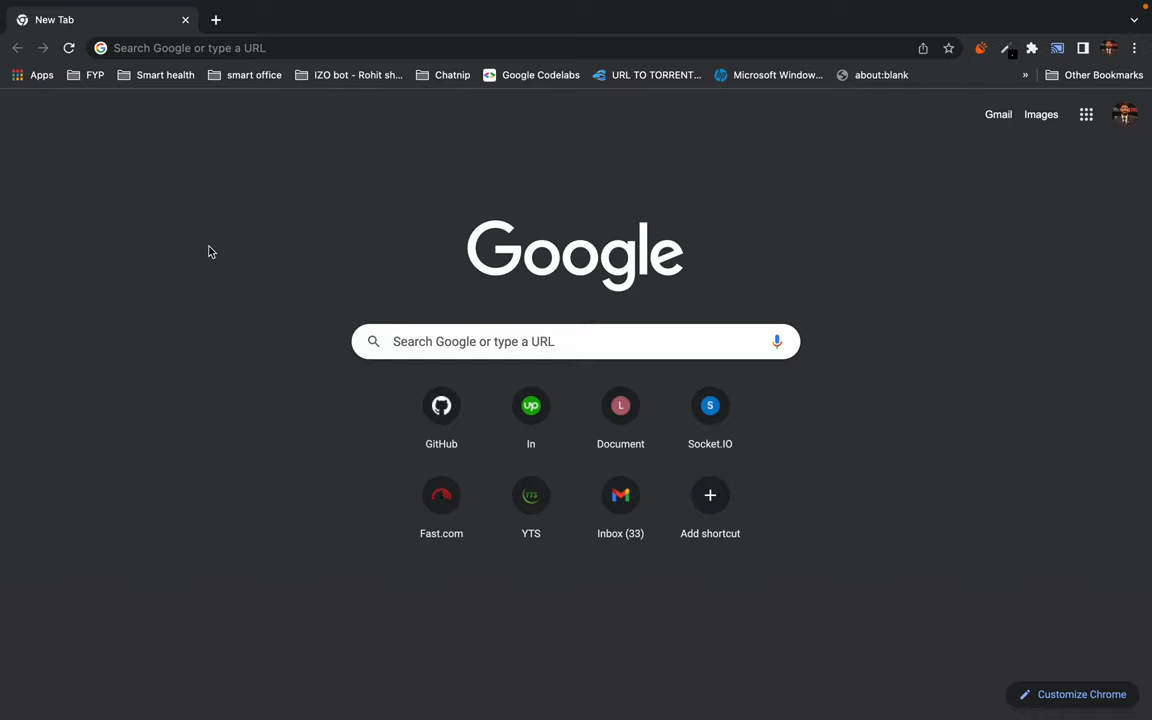 New Tab
Search Google or type a URL
Apps FYP Smart health smart office IZO bot - Rohit sh... Chatnip Google Codelabs URL TO TORRENT... Microsoft Window... about:blank » Other Bookmarks
Gmail Images
Google
Search Google or type a URL
GitHub In Document Socket.IO
Fast.com YTS Inbox (33) Add shortcut
Customize Chrome